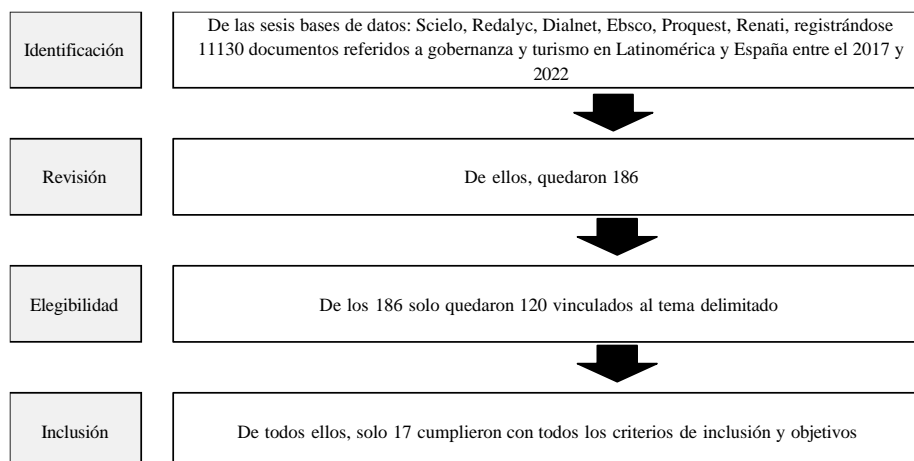 Identificación
De las sesis bases de datos: Scielo, Redalyc, Dialnet, Ebsco, Proquest, Renati, registrándose
11130 documentos referidos a gobernanza y turismo en Latinomérica y España entre el 2017 y
2022
Revisión
De ellos, quedaron 186
Elegibilidad
De los 186 solo quedaron 120 vinculados al tema delimitado
Inclusión
De todos ellos, solo 17 cumplieron con todos los criterios de inclusión y objetivos